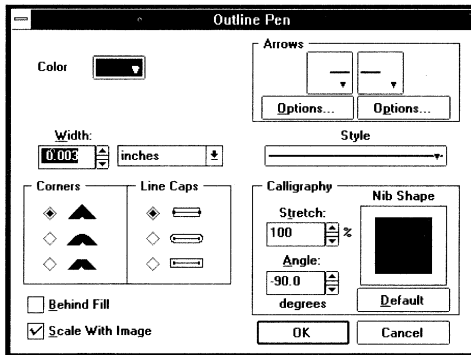 Outline Pen
Color
Arrows
Options... Options...
Width:
0.003 inches
Style
Corners
Line Caps
Calligraphy
Stretch:
100 %
Angle:
-90.0
degrees
Nib Shape
Default
Behind Fill
Scale With Image
OK Cancel